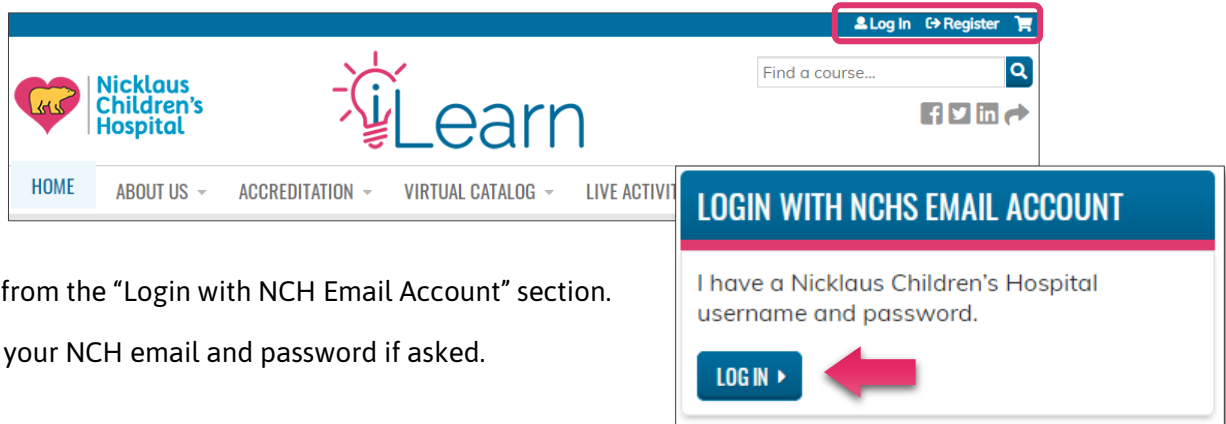 Log In Register
Nicklaus
Children's
Hospital
iLearn
Find a course...
HOME ABOUT US ACCREDITATION VIRTUAL CATALOG LIVE ACTIVIT
LOGIN WITH NCHS EMAIL ACCOUNT
I have a Nicklaus Children's Hospital
username and password.
LOG IN
from the “Login with NCH Email Account” section.
your NCH email and password if asked.